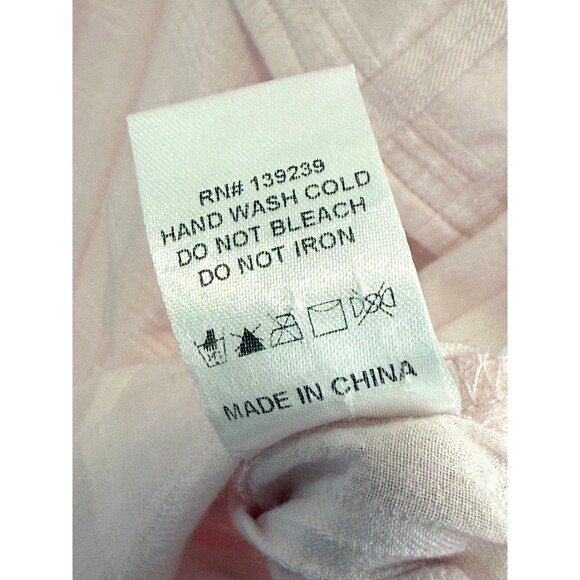 RN# 139239
HAND WASH COLD
DO NOT BLEACH
DO NOT IRON
MADE IN CHINA